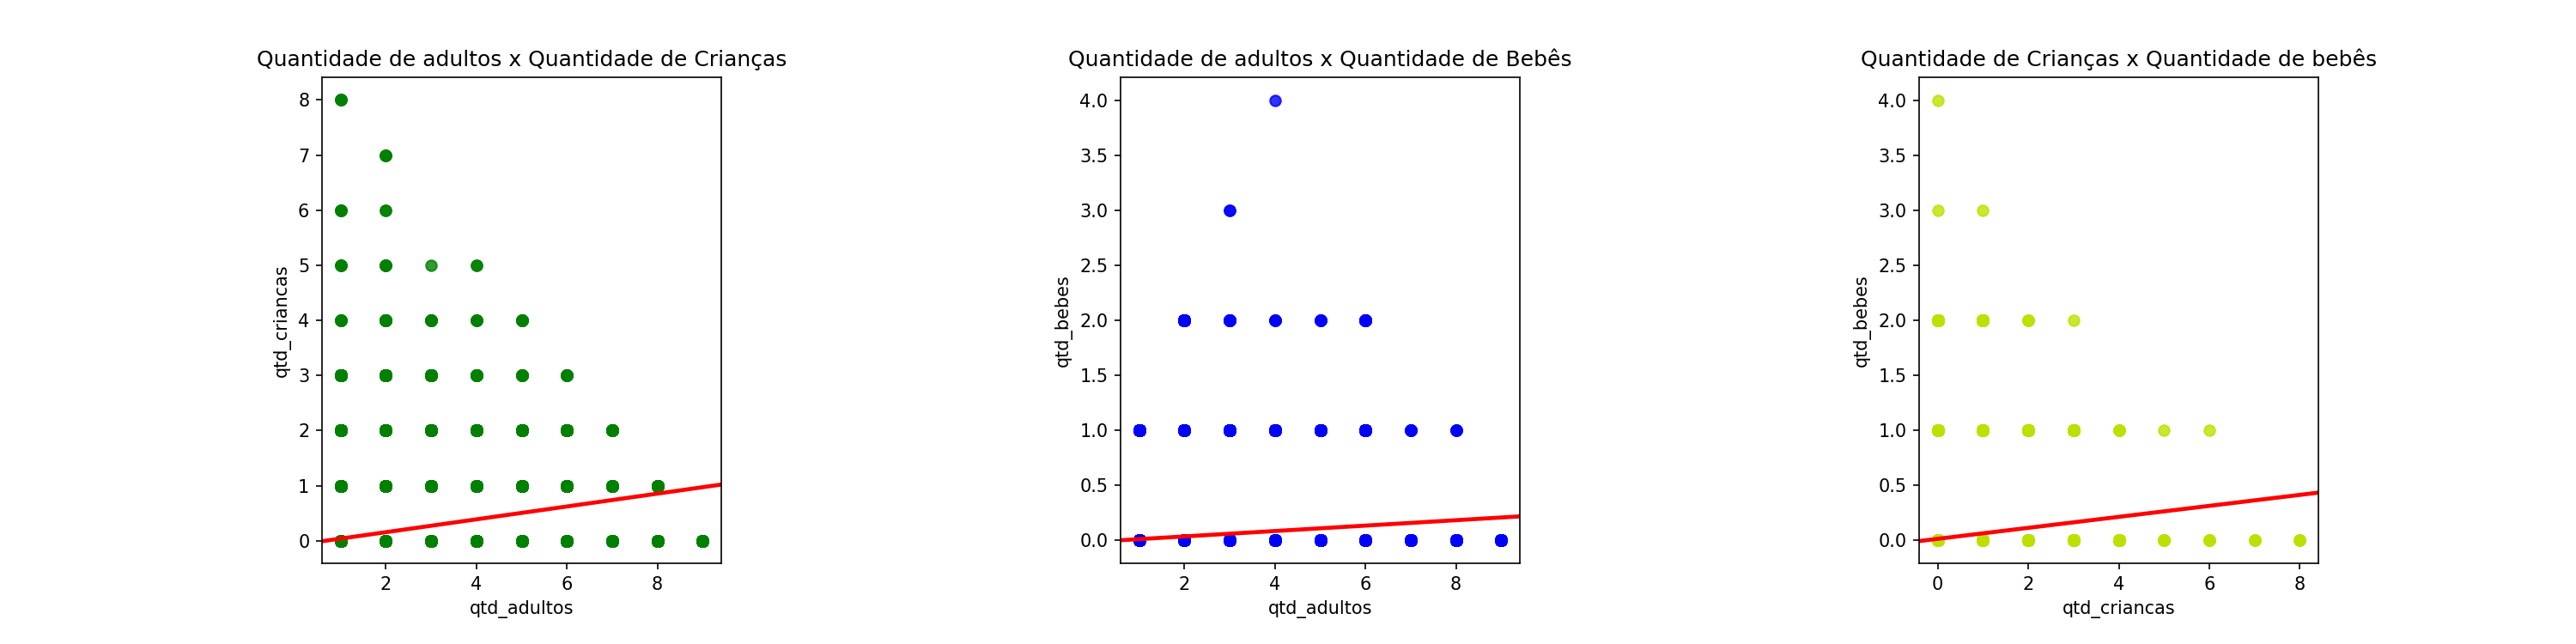 Quantidade de adultos x Quantidade de Crianças
8
7
6
5
4
3
2
1
0
qtd_criancas
2 4 6 8
qtd_adultos
Quantidade de adultos x Quantidade de Bebês
4.0
3.5
3.0
2.5
2.0
1.5
1.0
0.5
0.0
qtd_bebes
2 4 6 8
qtd_adultos
Quantidade de Crianças x Quantidade de bebês
4.0
3.5
3.0
2.5
2.0
1.5
1.0
0.5
0.0
qtd_bebes
0 2 4 6 8
qtd_criancas